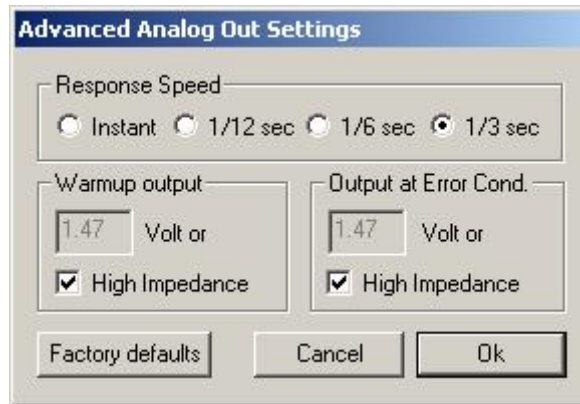 Advanced Analog Out Settings
Response Speed
Instant 1/12 sec 1/6 sec 1/3 sec
Warmup output
1.47 Volt or
High Impedance
Output at Error Cond.
1.47 Volt or
High Impedance
Factory defaults Cancel Ok